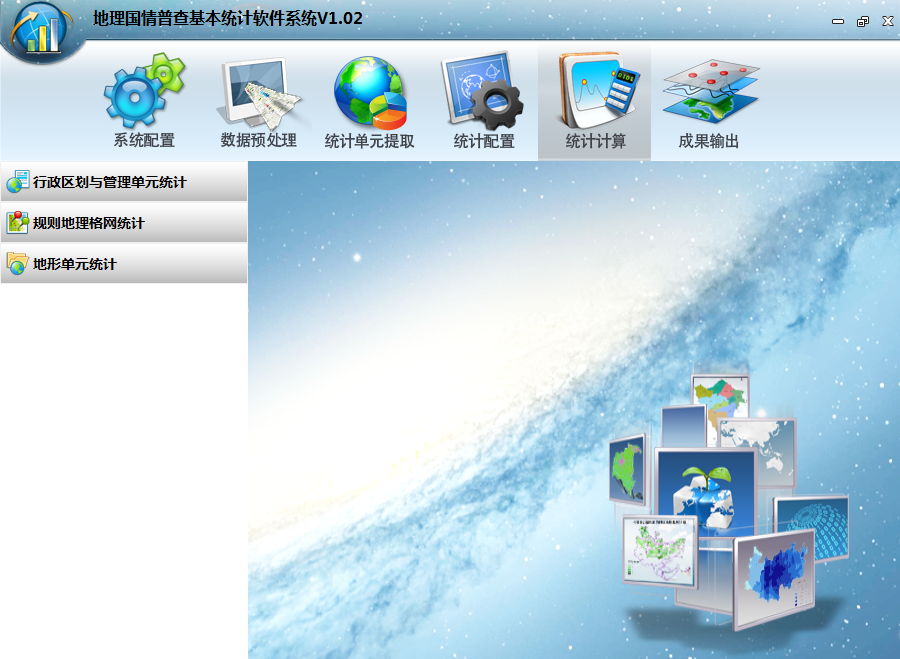 地理国情普查基本统计软件系统V1.02
系统配置
数据预处理
统计单元提取
统计配置
统计计算
成果输出
行政区划与管理单元统计
规则地理格网统计
地形单元统计